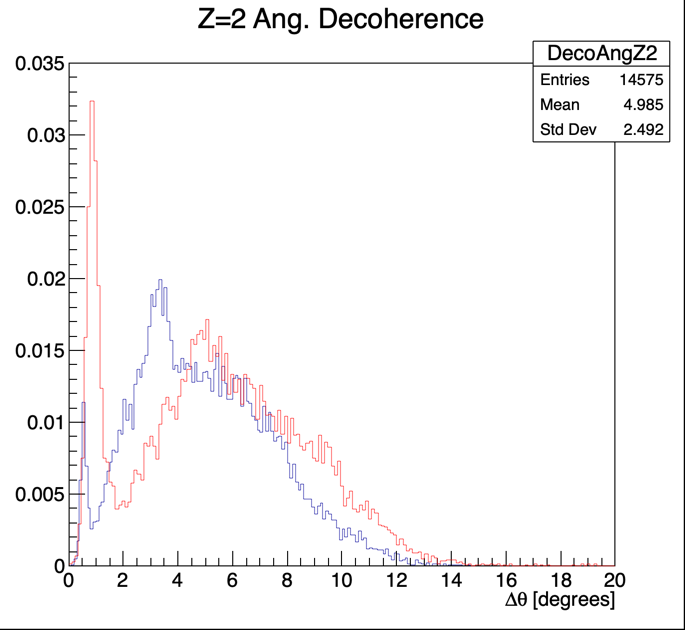 Z=2 Ang. Decoherence
DecoAngZ2
Entries 14575
Mean 4.985
Std Dev 2.492
0.035
0.03
0.025
0.02
0.015
0.01
0.005
0
0 2 4 6 8 10 12 14 16 18 20
Δθ [degrees]